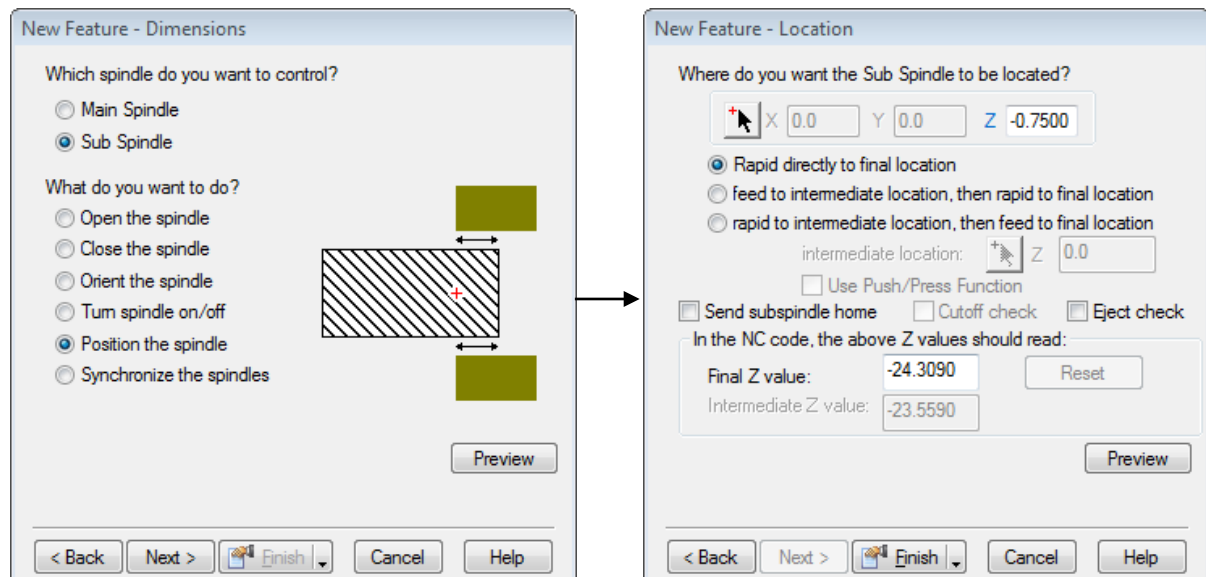 New Feature - Dimensions
Which spindle do you want to control?
Main Spindle
Sub Spindle
What do you want to do?
Open the spindle
Close the spindle
Orient the spindle
Turn spindle on/off
Position the spindle
Synchronize the spindles
Preview
< Back Next > Finish Cancel Help
New Feature - Location
Where do you want the Sub Spindle to be located?
X 0.0 Y 0.0 Z -0.7500
Rapid directly to final location
feed to intermediate location, then rapid to final location
rapid to intermediate location, then feed to final location
intermediate location: Z 0.0
Use Push/Press Function
Send subspindle home Cutoff check Eject check
In the NC code, the above Z values should read:
Final Z value: -24.3090 Reset
Intermediate Z value: -23.5590
Preview
< Back Next > Finish Cancel Help